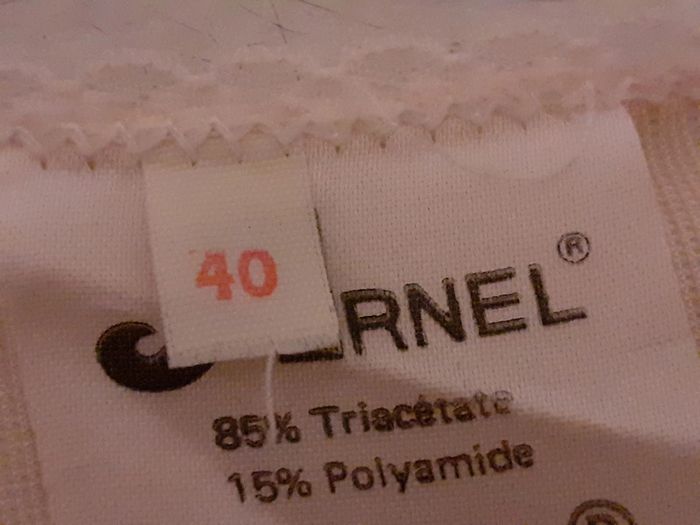 40
RNEL®
85% Triacétate
15% Polyamide
®